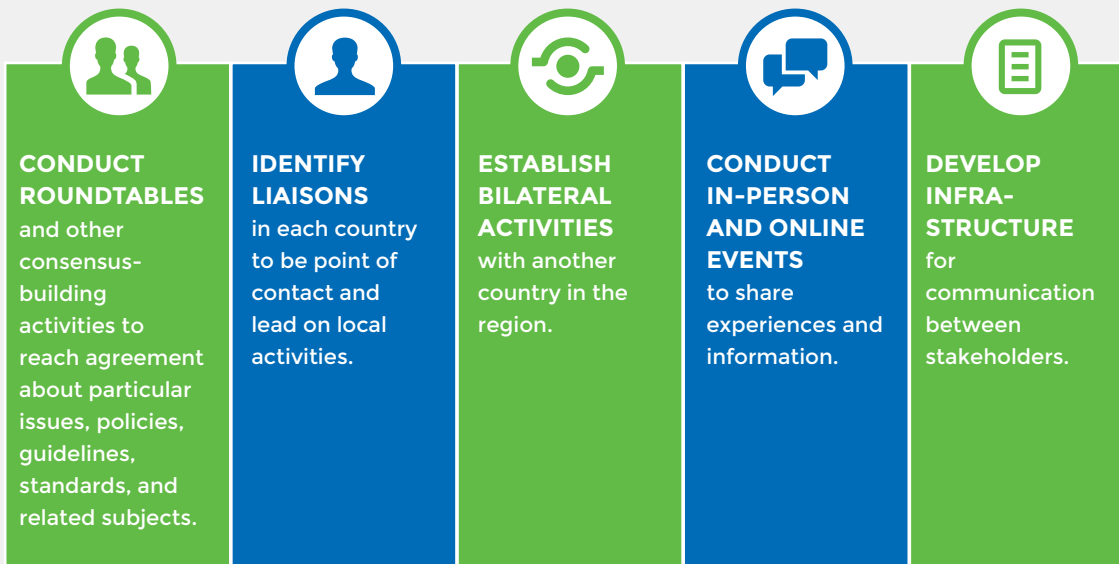 CONDUCT
ROUNDTABLES
and other
consensus-
building
activities to
reach agreement
about particular
issues, policies,
guidelines,
standards, and
related subjects.
IDENTIFY
LIAISONS
in each country
to be point of
contact and
lead on local
activities.
ESTABLISH
BILATERAL
ACTIVITIES
with another
country in the
region.
CONDUCT
IN-PERSON
AND ONLINE
EVENTS
to share
experiences and
information.
DEVELOP
INFRA-
STRUCTURE
for
communication
between
stakeholders.